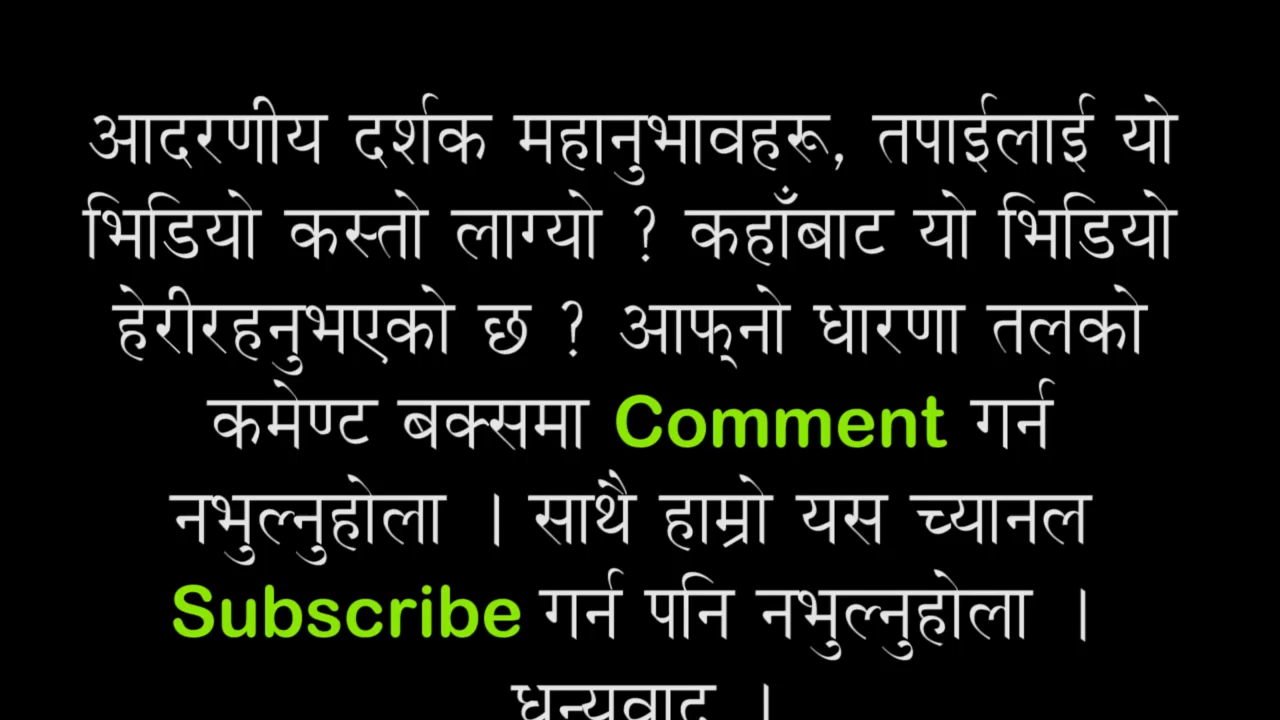 आदरणीय दर्शक महानुभावहरू, तपाईलाई यो
भिडियो कस्तो लाग्यो ? कहाँबाट यो भिडियो
हेरीरहनुभएको छ ? आफ्‌नो धारणा तलको
कमेण्ट बक्समा Comment गर्न
नभुल्नुहोला । साथै हाम्रो यस च्यानल
Subscribe गर्न पनि नभुल्नुहोला ।
धन्यवाद ।